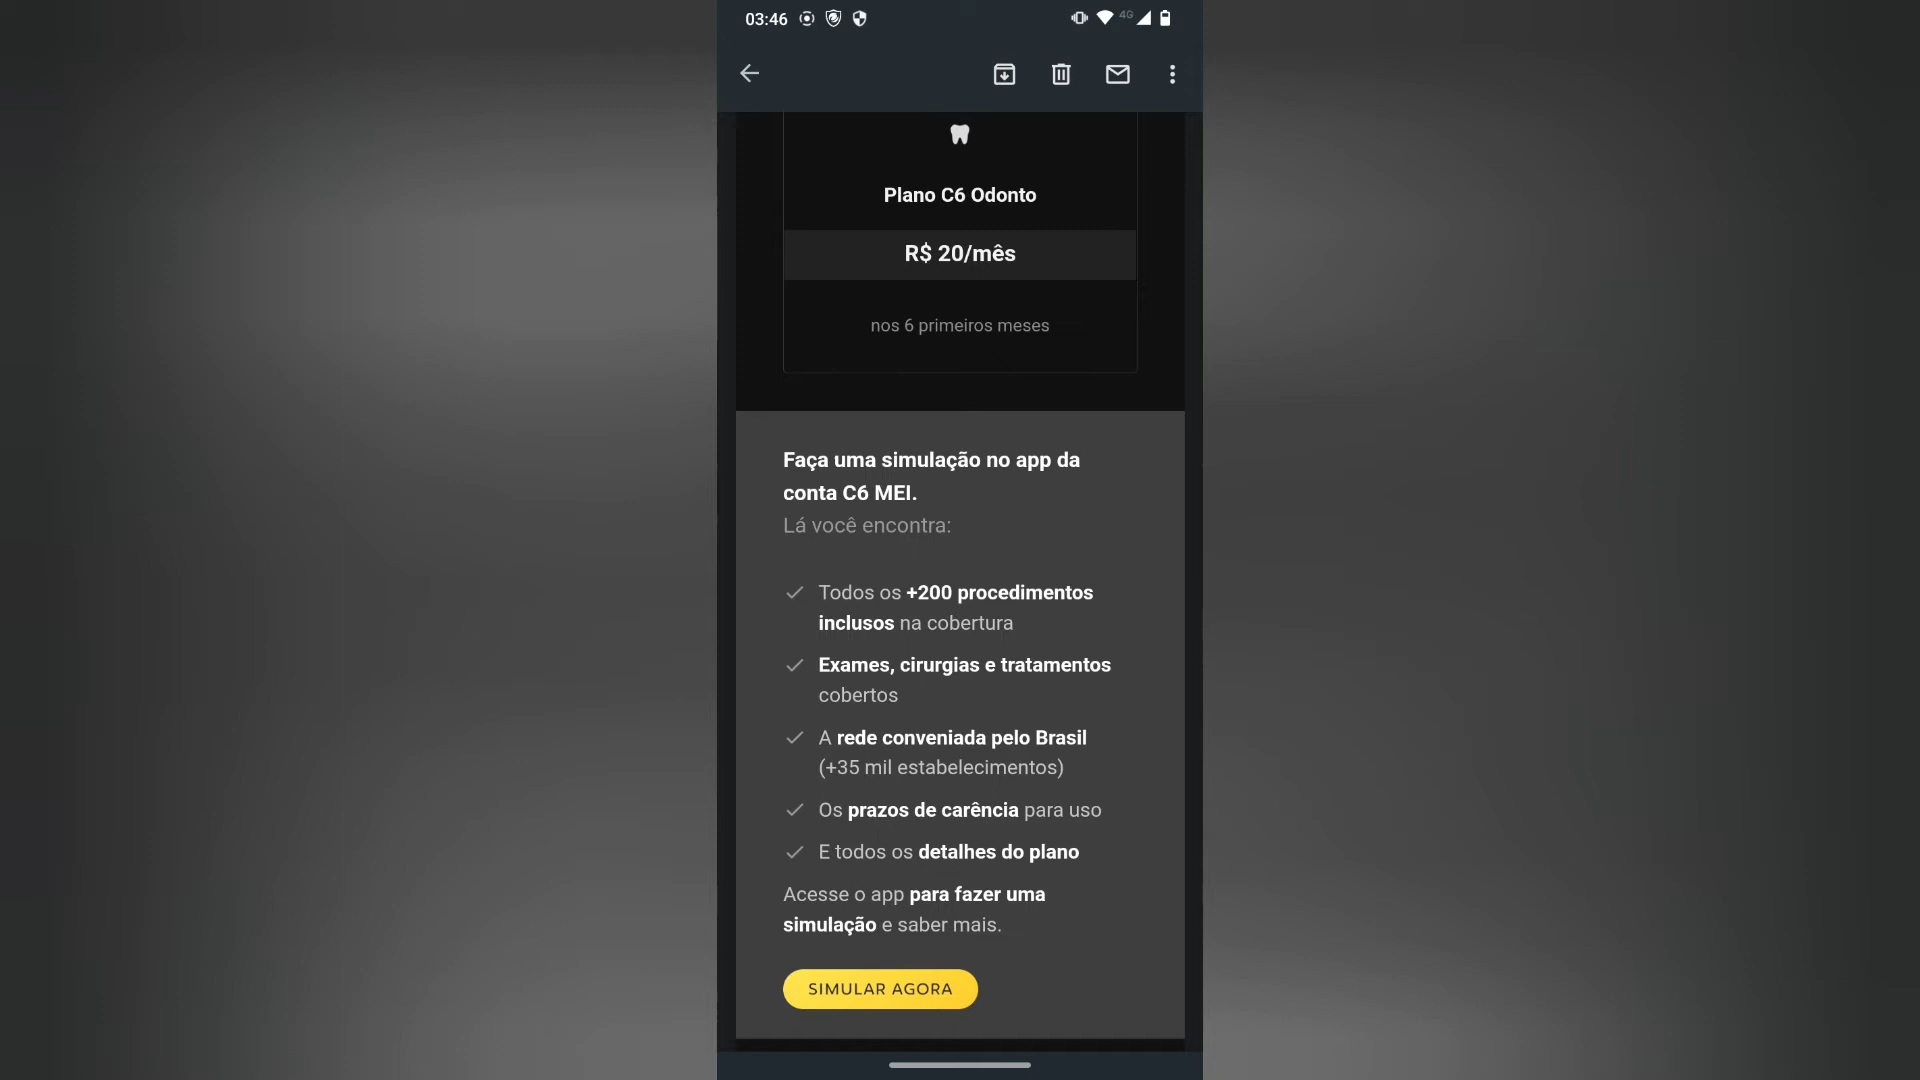 03:46
4G
Plano C6 Odonto
R$ 20/mês
nos 6 primeiros meses
Faça uma simulação no app da
conta C6 MEI.
Lá você encontra:
Todos os +200 procedimentos
inclusos na cobertura
Exames, cirurgias e tratamentos
cobertos
A rede conveniada pelo Brasil
(+35 mil estabelecimentos)
Os prazos de carência para uso
E todos os detalhes do plano
Acesse o app para fazer uma
simulação e saber mais.
SIMULAR AGORA